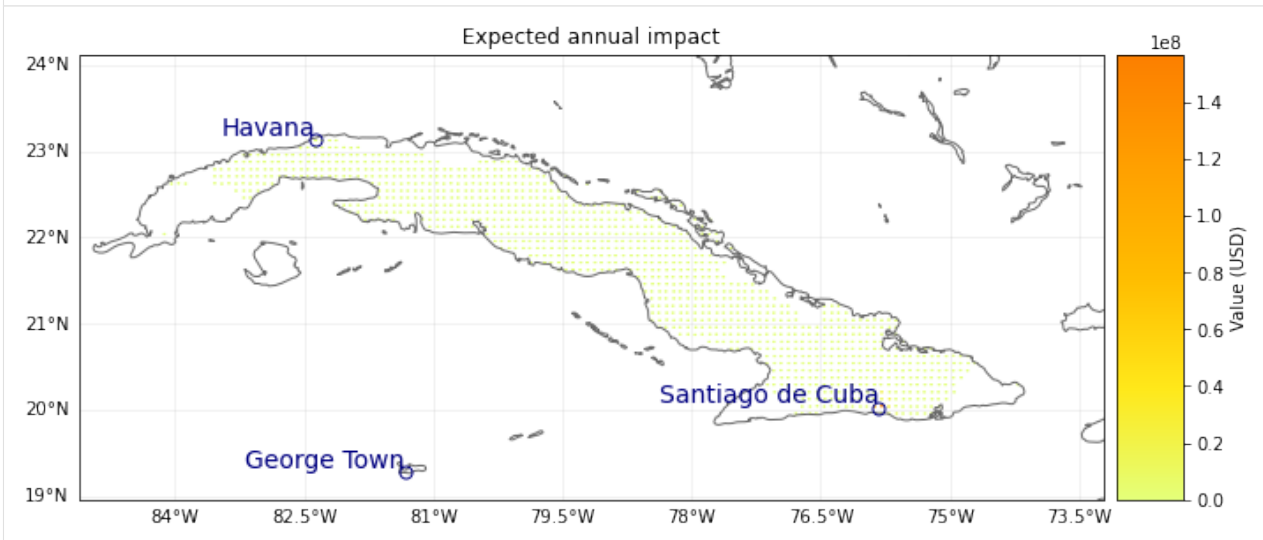 Expected annual impact
1e8
24°N
23°N
22°N
21°N
20°N
19°N
Havana
Santiago de Cuba
George Town
84°W
82.5°W
81°W
79.5°W
78°W
76.5°W
75°W
73.5°W
1.4
1.2
1.0
0.8
0.6
0.4
0.2
0.0
Value (USD)